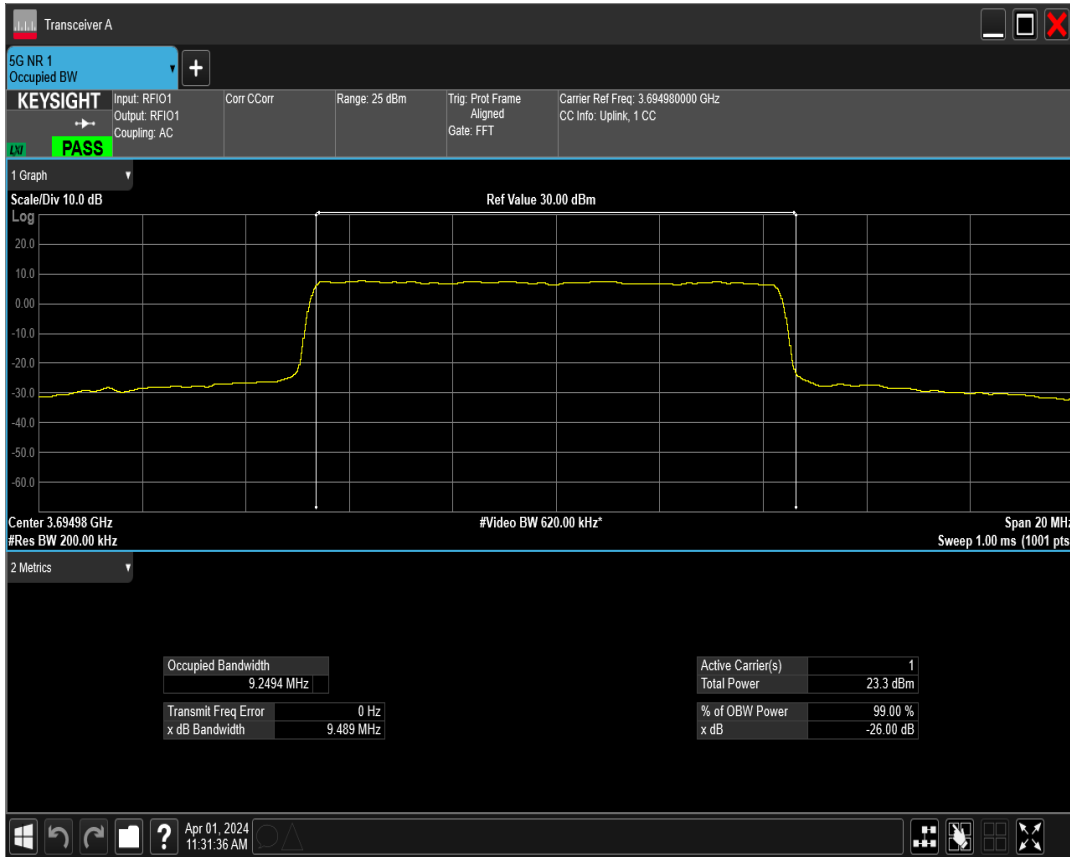 Transceiver A
5G NR 1
Occupied BW
KEYSIGHT
LXI
PASS
Input: RFIO1
Output: RFIO1
Coupling: AC
Corr CCorr
Range: 25 dBm
Trig: Prot Frame
Aligned
Gate: FFT
Carrier Ref Freq: 3.694980000 GHz
CC Info: Uplink, 1 CC
1 Graph
Scale/Div 10.0 dB
Ref Value 30.00 dBm
Log
20.0
10.0
0.00
-10.0
-20.0
-30.0
-40.0
-50.0
-60.0
Center 3.69498 GHz
#Video BW 620.00 kHz*
Span 20 MHz
#Res BW 200.00 kHz
Sweep 1.00 ms (1001 pts
2 Metrics
Occupied Bandwidth
9.2494 MHz
Transmit Freq Error 0 Hz
x dB Bandwidth 9.489 MHz
Active Carrier(s) 1
Total Power 23.3 dBm
% of OBW Power 99.00 %
x dB -26.00 dB
Apr 01, 2024
11:31:36 AM